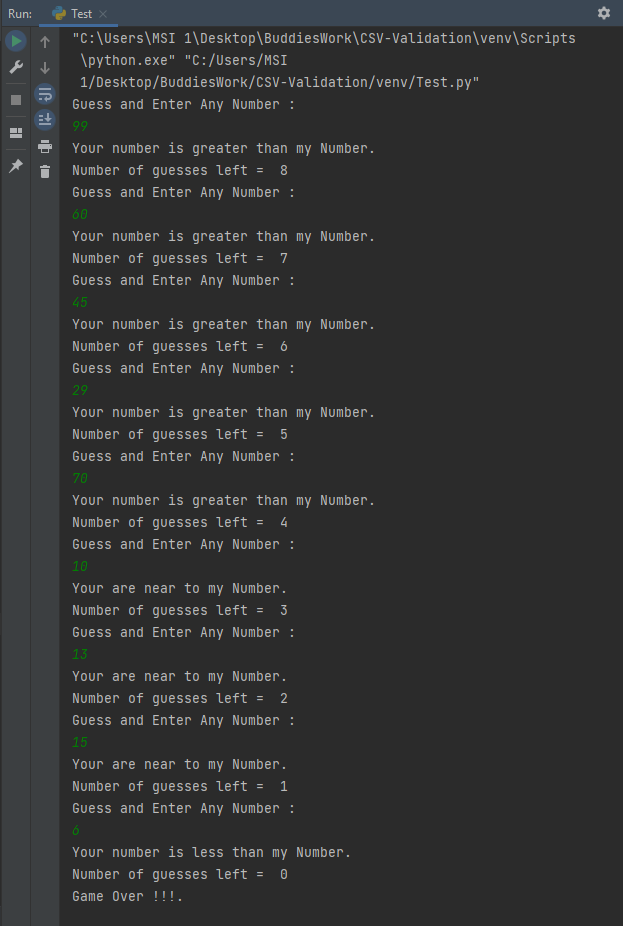 Run: Test
"C:\Users\MSI 1\Desktop\BuddiesWork\CSV-Validation\venv\Scripts
\python.exe" "C:/Users/MSI
1/Desktop/BuddiesWork/CSV-Validation/venv/Test.py"
Guess and Enter Any Number :
99
Your number is greater than my Number.
Number of guesses left =  8
Guess and Enter Any Number :
60
Your number is greater than my Number.
Number of guesses left =  7
Guess and Enter Any Number :
45
Your number is greater than my Number.
Number of guesses left =  6
Guess and Enter Any Number :
29
Your number is greater than my Number.
Number of guesses left =  5
Guess and Enter Any Number :
70
Your number is greater than my Number.
Number of guesses left =  4
Guess and Enter Any Number :
10
Your are near to my Number.
Number of guesses left =  3
Guess and Enter Any Number :
13
Your are near to my Number.
Number of guesses left =  2
Guess and Enter Any Number :
15
Your are near to my Number.
Number of guesses left =  1
Guess and Enter Any Number :
6
Your number is less than my Number.
Number of guesses left =  0
Game Over !!!.